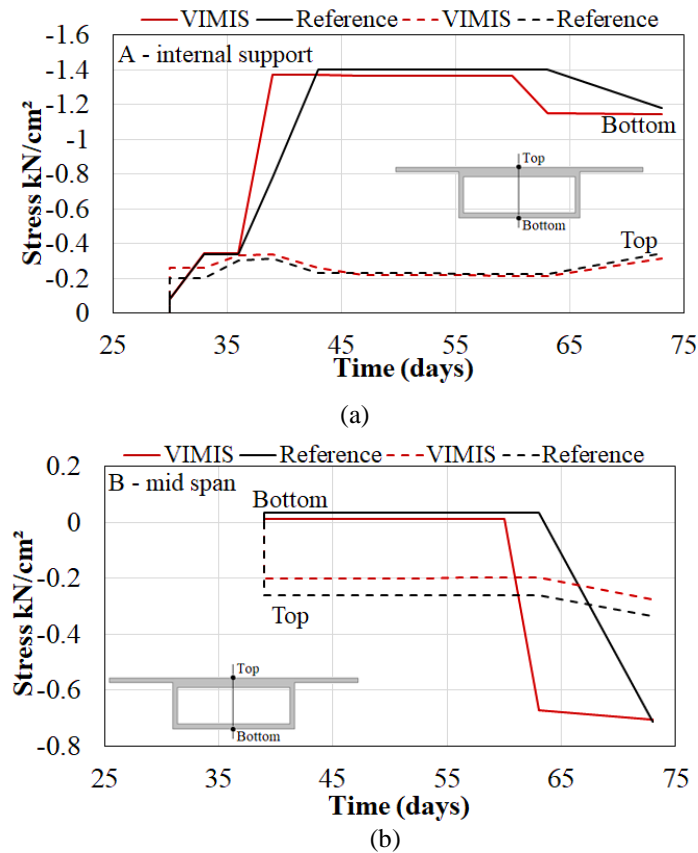 VIMIS Reference VIMIS Reference
-1.6
A - internal support
-1.4
-1.2
Bottom
-1
Top
-0.8
-0.6
Bottom
-0.4
Top
-0.2
0
Stress kN/cm²
25 35 45 55 65 75
Time (days)
(a)
VIMIS Reference VIMIS Reference
0.2
B - mid span
Bottom
0
-0.2
Top
-0.4
-0.6
Top
Bottom
-0.8
Stress kN/cm²
25 35 45 55 65 75
Time (days)
(b)